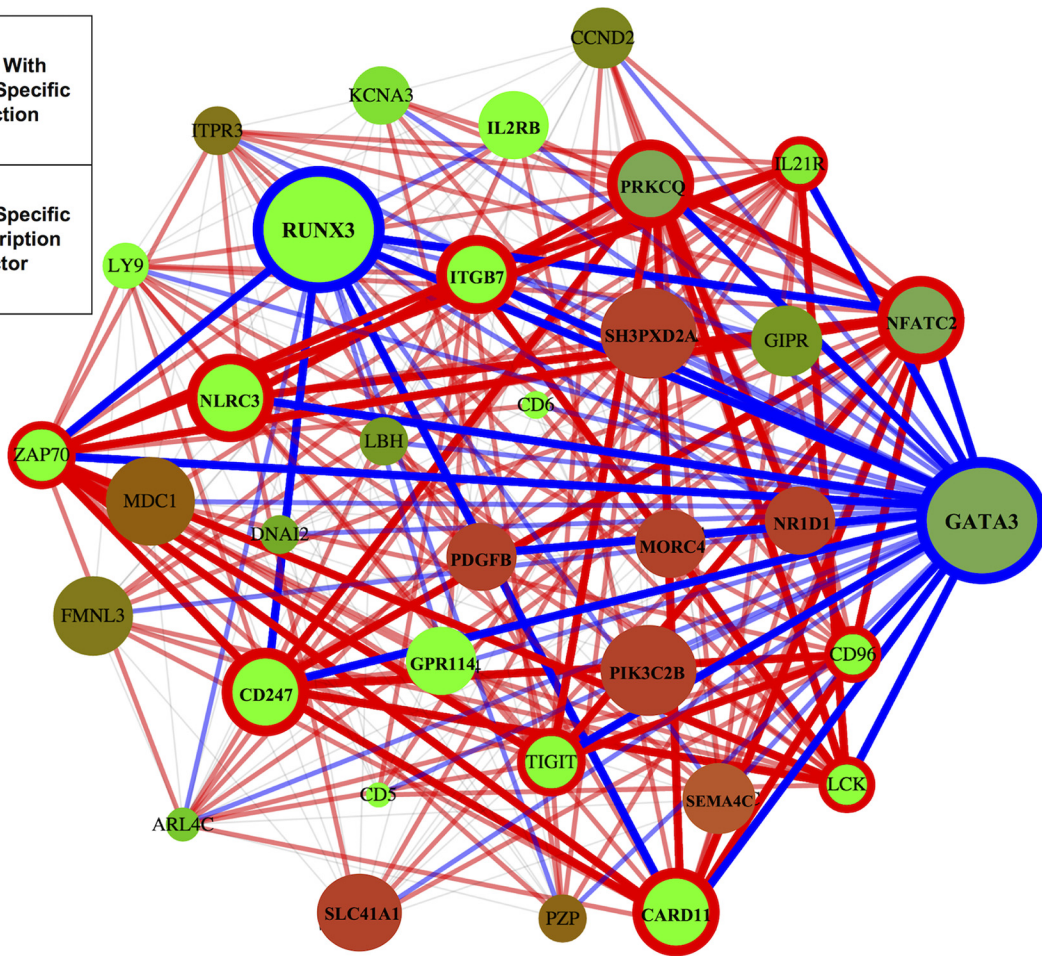 With
Specific
ction
Specific
ription
tor
CCND2
KCNA3
IL2RB
ITPR3
IL21R
PRKCQ
RUNX3
LY9
ITGB7
NFATC2
SH3PXD2A
GIPR
NLRC3
CD6
LBH
ZAP70
MDC1
GATA3
NR1D1
DNAI2
MORC4
PDGFB
FMNL3
CD96
GPR114
PIK3C2B
CD247
TIGIT
LCK
CD5
SEMA4C
ARL4C
SLC41A1
CARD11
PZP